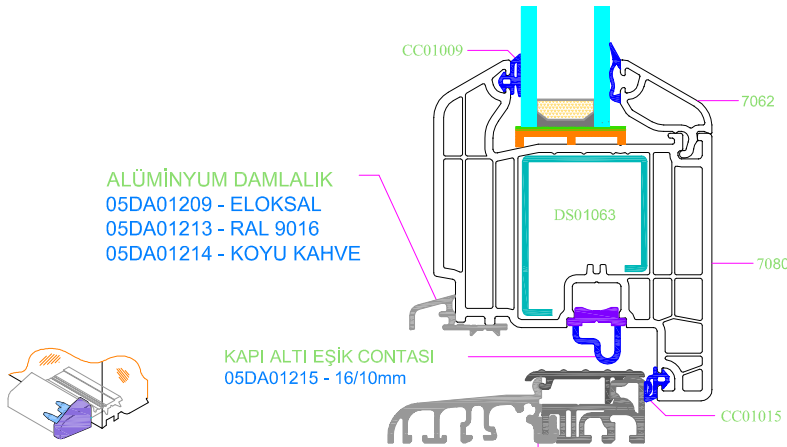 CC01009
7062
ALÜMİNYUM DAMLALIK
05DA01209 - ELOKSAL
05DA01213 - RAL 9016
05DA01214 - KOYU KAHVE
DS01063
7080
KAPI ALTI EŞİK CONTASI
05DA01215 - 16/10mm
CC01015